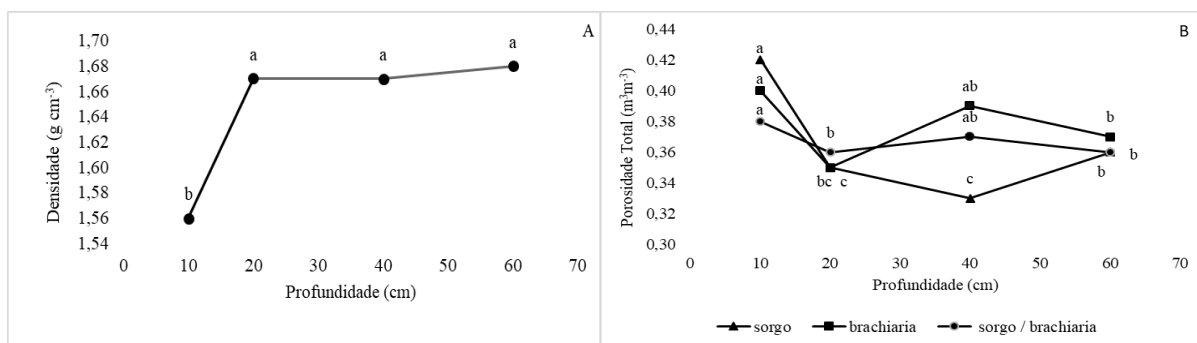 A
1,70
1,68
1,66
1,64
1,62
1,60
1,58
1,56
1,54
Densidade (g cm⁻³)
b
a
a
a
0 10 20 30 40 50 60 70
Profundidade (cm)
B
0,44
0,42
0,40
0,38
0,36
0,34
0,32
0,30
Porosidade Total (m³m⁻³)
a
a
a
b
bc c
ab
ab
c
b
b
b
0 10 20 30 40 50 60 70
Profundidade (cm)
sorgo brachiaria sorgo / brachiaria